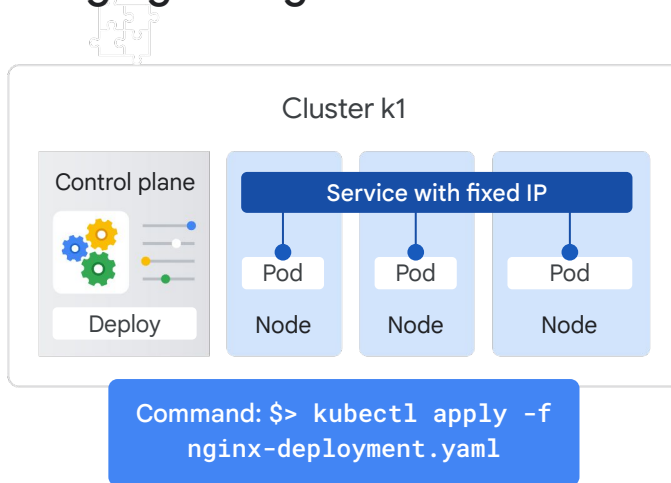 Cluster k1
Control plane
Deploy
Service with fixed IP
Pod
Pod
Pod
Node
Node
Node
Command: $> kubectl apply -f
nginx-deployment.yaml